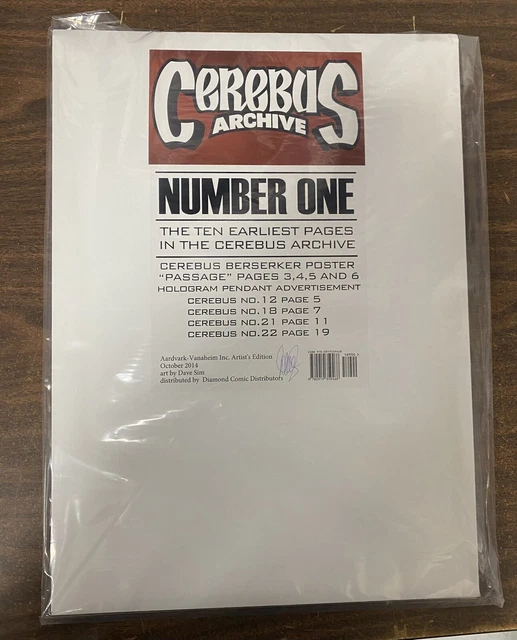 CEREBUS
ARCHIVE
NUMBER ONE
THE TEN EARLIEST PAGES
IN THE CEREBUS ARCHIVE
CEREBUS BERSERKER POSTER
"PASSAGE" PAGES 3,4,5 AND 6
HOLOGRAM PENDANT ADVERTISEMENT
CEREBUS NO.12 PAGE 5
CEREBUS NO.18 PAGE 7
CEREBUS NO.21 PAGE 11
CEREBUS NO.22 PAGE 19
Aardvark-Vanaheim Inc. Artist's Edition
October 2014
art by Dave Sim
distributed by Diamond Comic Distributors